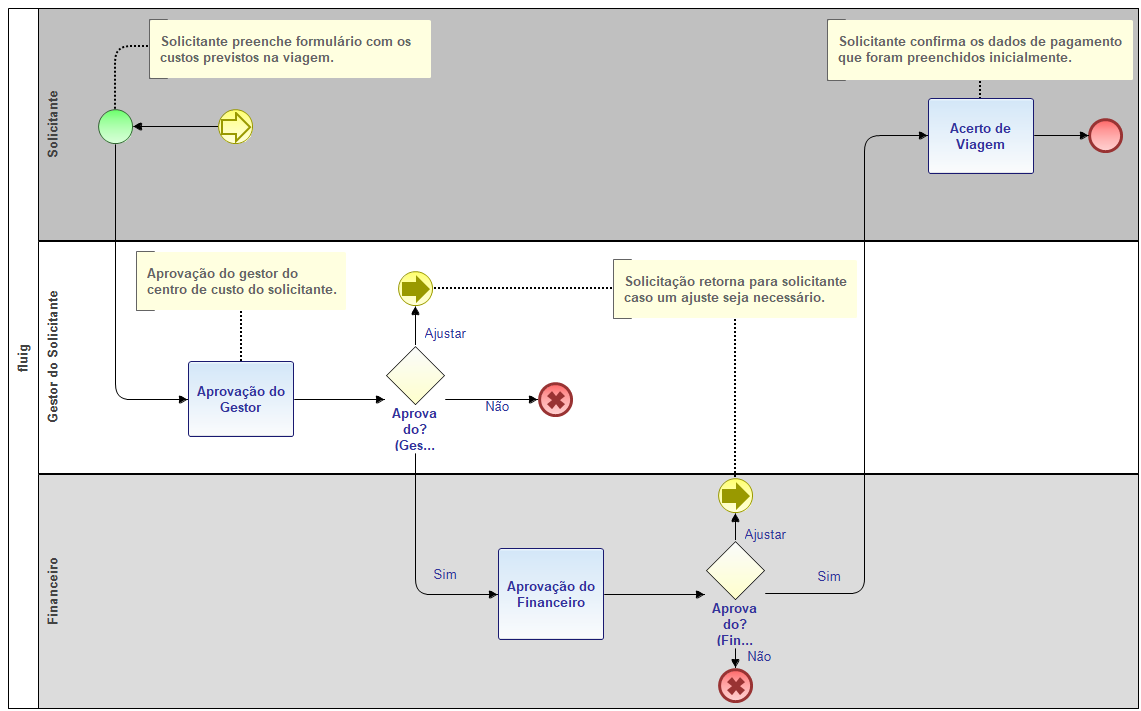 fluig
Solicitante
Solicitante preenche formulário com os
custos previstos na viagem.
Solicitante confirma os dados de pagamento
que foram preenchidos inicialmente.
Acerto de
Viagem
Gestor do Solicitante
Aprovação do gestor do
centro de custo do solicitante.
Solicitação retorna para solicitante
caso um ajuste seja necessário.
Ajustar
Aprovação do
Gestor
Não
Aprova
do?
(Ges...
Financeiro
Sim
Aprovação do
Financeiro
Ajustar
Sim
Aprova
do?
(Fin...
Não